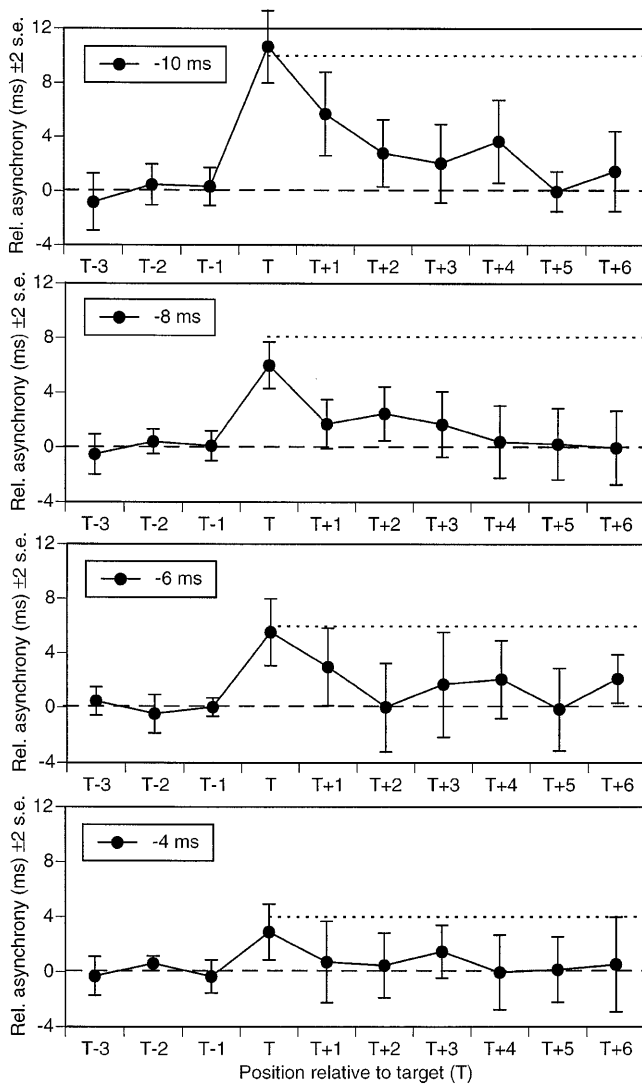 Rel. asynchrony (ms) ±2 s.e.
12
8
4
0
-4
-10 ms
T-3 T-2 T-1 T T+1 T+2 T+3 T+4 T+5 T+6
Rel. asynchrony (ms) ±2 s.e.
12
8
4
0
-4
-8 ms
T-3 T-2 T-1 T T+1 T+2 T+3 T+4 T+5 T+6
Rel. asynchrony (ms) ±2 s.e.
12
8
4
0
-4
-6 ms
T-3 T-2 T-1 T T+1 T+2 T+3 T+4 T+5 T+6
Rel. asynchrony (ms) ±2 s.e.
12
8
4
0
-4
-4 ms
T-3 T-2 T-1 T T+1 T+2 T+3 T+4 T+5 T+6
Position relative to target (T)